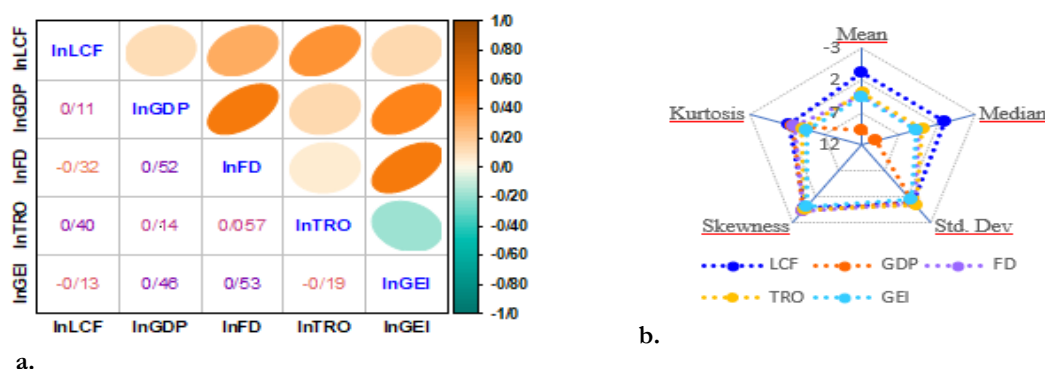 lnLCF
lnGDP
lnFD
lnTRO
lnGEI
lnLCF
0/11
lnGDP
-0/32
0/52
lnFD
0/40
0/14
0/057
lnTRO
-0/13
0/46
0/53
-0/19
lnGEI
lnLCF
lnGDP
lnFD
lnTRO
lnGEI
1/0
0/80
0/60
0/40
0/20
0/0
-0/20
-0/40
-0/60
-0/80
-1/0
a.
Mean
-3
2
7
12
Kurtosis
Median
Skewness
Std. Dev
LCF
GDP
FD
TRO
GEI
b.